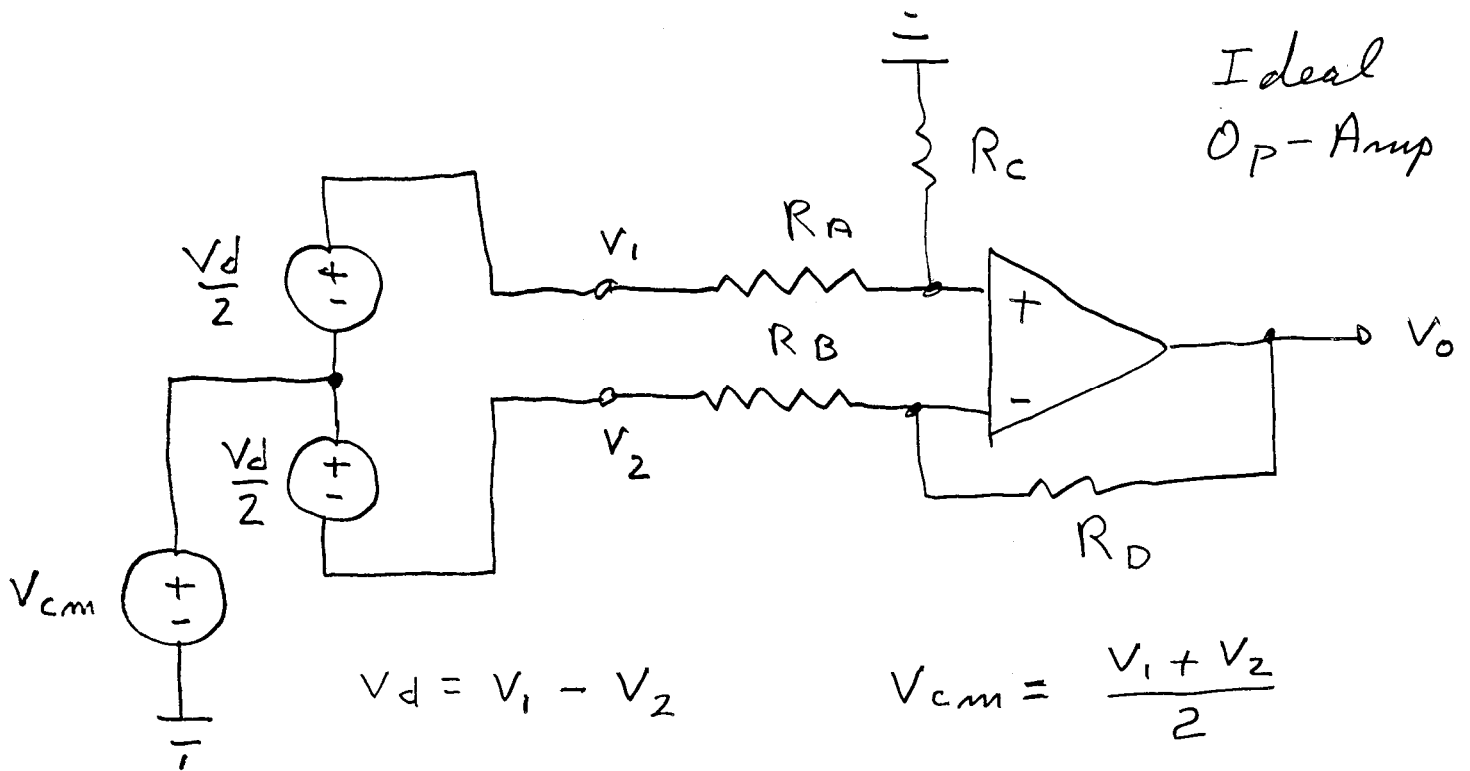 Ideal
Op-Amp
Rc
RA
V1
Vd
2
+
-
+
RB
Vo
-
V2
Vd
2
+
-
RD
Vcm
+
-
Vd = V1 - V2
Vcm = V1 + V2
2